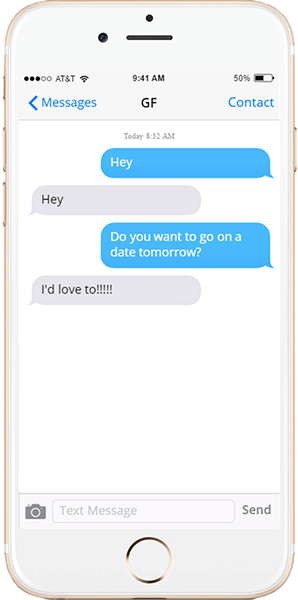 AT&T 9:41 AM 50%
Messages GF Contact
Today 8:32 AM
Hey
Hey
Do you want to go on a
date tomorrow?
I'd love to!!!!!
Text Message Send